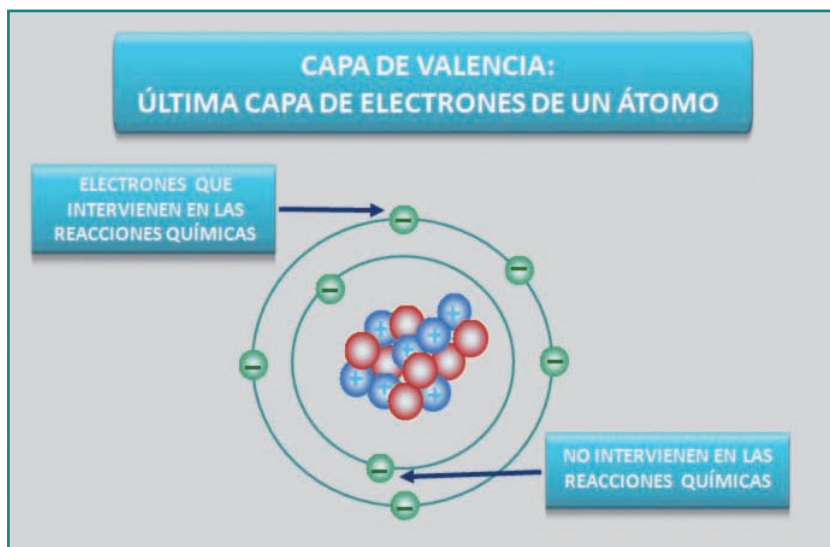 CAPA DE VALENCIA:
ÚLTIMA CAPA DE ELECTRONES DE UN ÁTOMO
ELECTRONES QUE
INTERVIENEN EN LAS
REACCIONES QUÍMICAS
NO INTERVIENEN EN LAS
REACCIONES QUÍMICAS